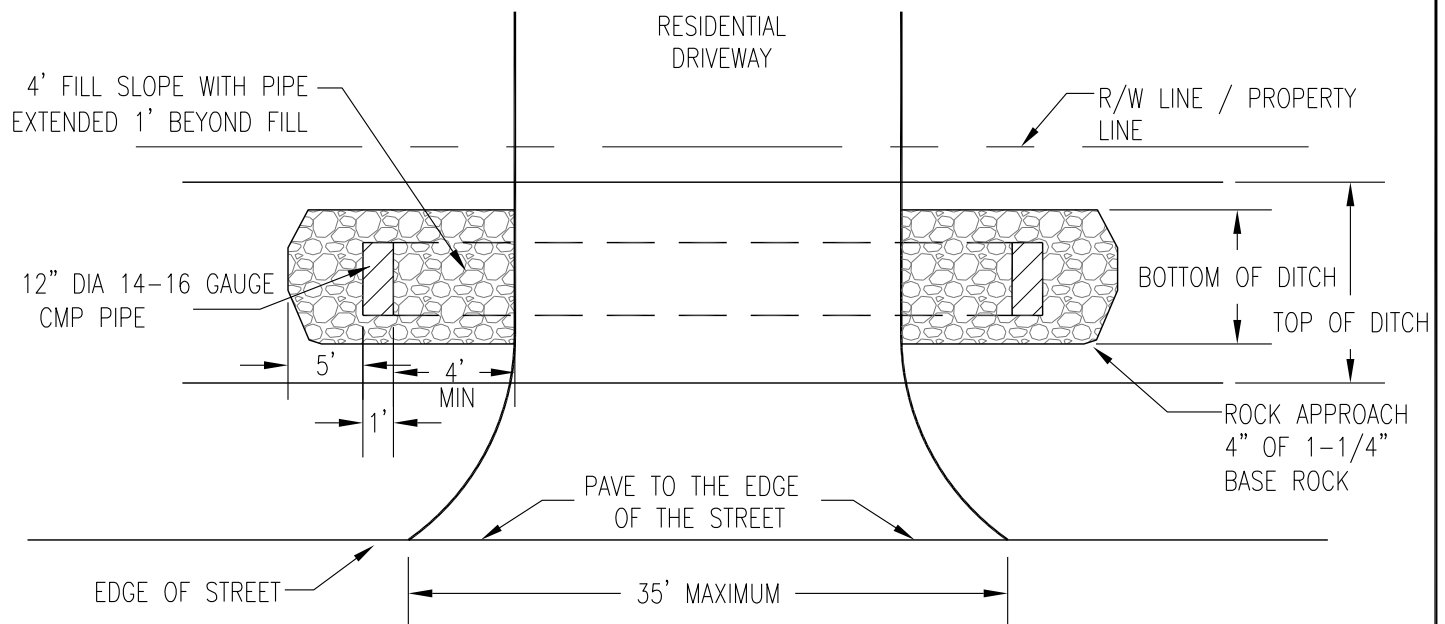 RESIDENTIAL
DRIVEWAY
4' FILL SLOPE WITH PIPE
EXTENDED 1' BEYOND FILL
R/W LINE / PROPERTY
LINE
12" DIA 14-16 GAUGE
CMP PIPE
BOTTOM OF DITCH
TOP OF DITCH
5'
4'
MIN
1'
ROCK APPROACH
4" OF 1-1/4"
BASE ROCK
PAVE TO THE EDGE
OF THE STREET
EDGE OF STREET
35' MAXIMUM